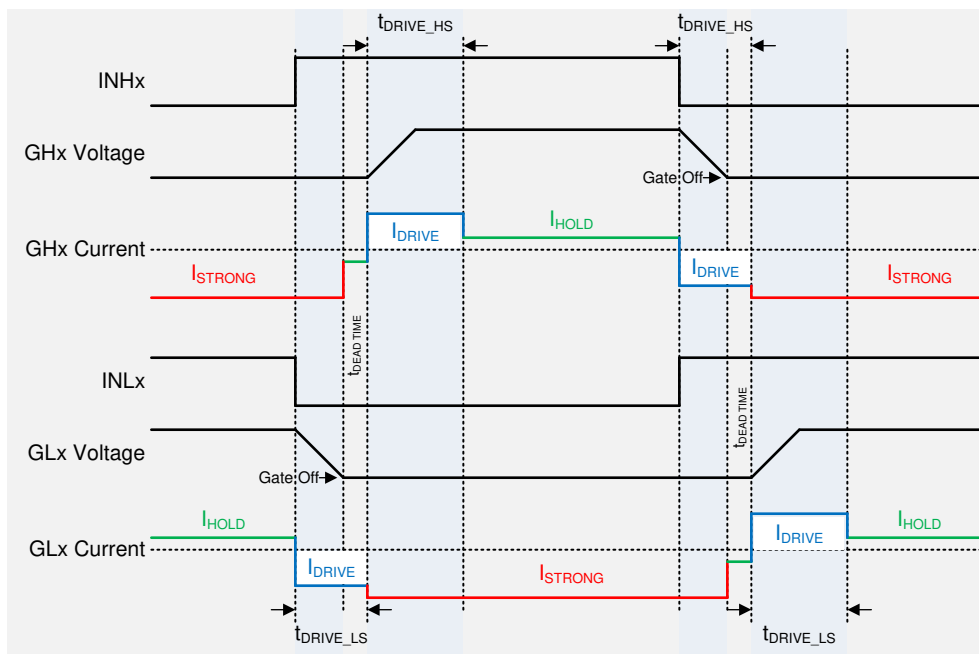 tDRIVE_HS
tDRIVE_HS
INHx
GHx Voltage
Gate Off
IDRIVE
IHOLD
GHx Current
ISTRONG
IDRIVE
ISTRONG
tDEAD TIME
INLx
tDEAD TIME
GLx Voltage
Gate Off
IHOLD
GLx Current
IDRIVE
ISTRONG
IDRIVE
IHOLD
tDRIVE_LS
tDRIVE_LS